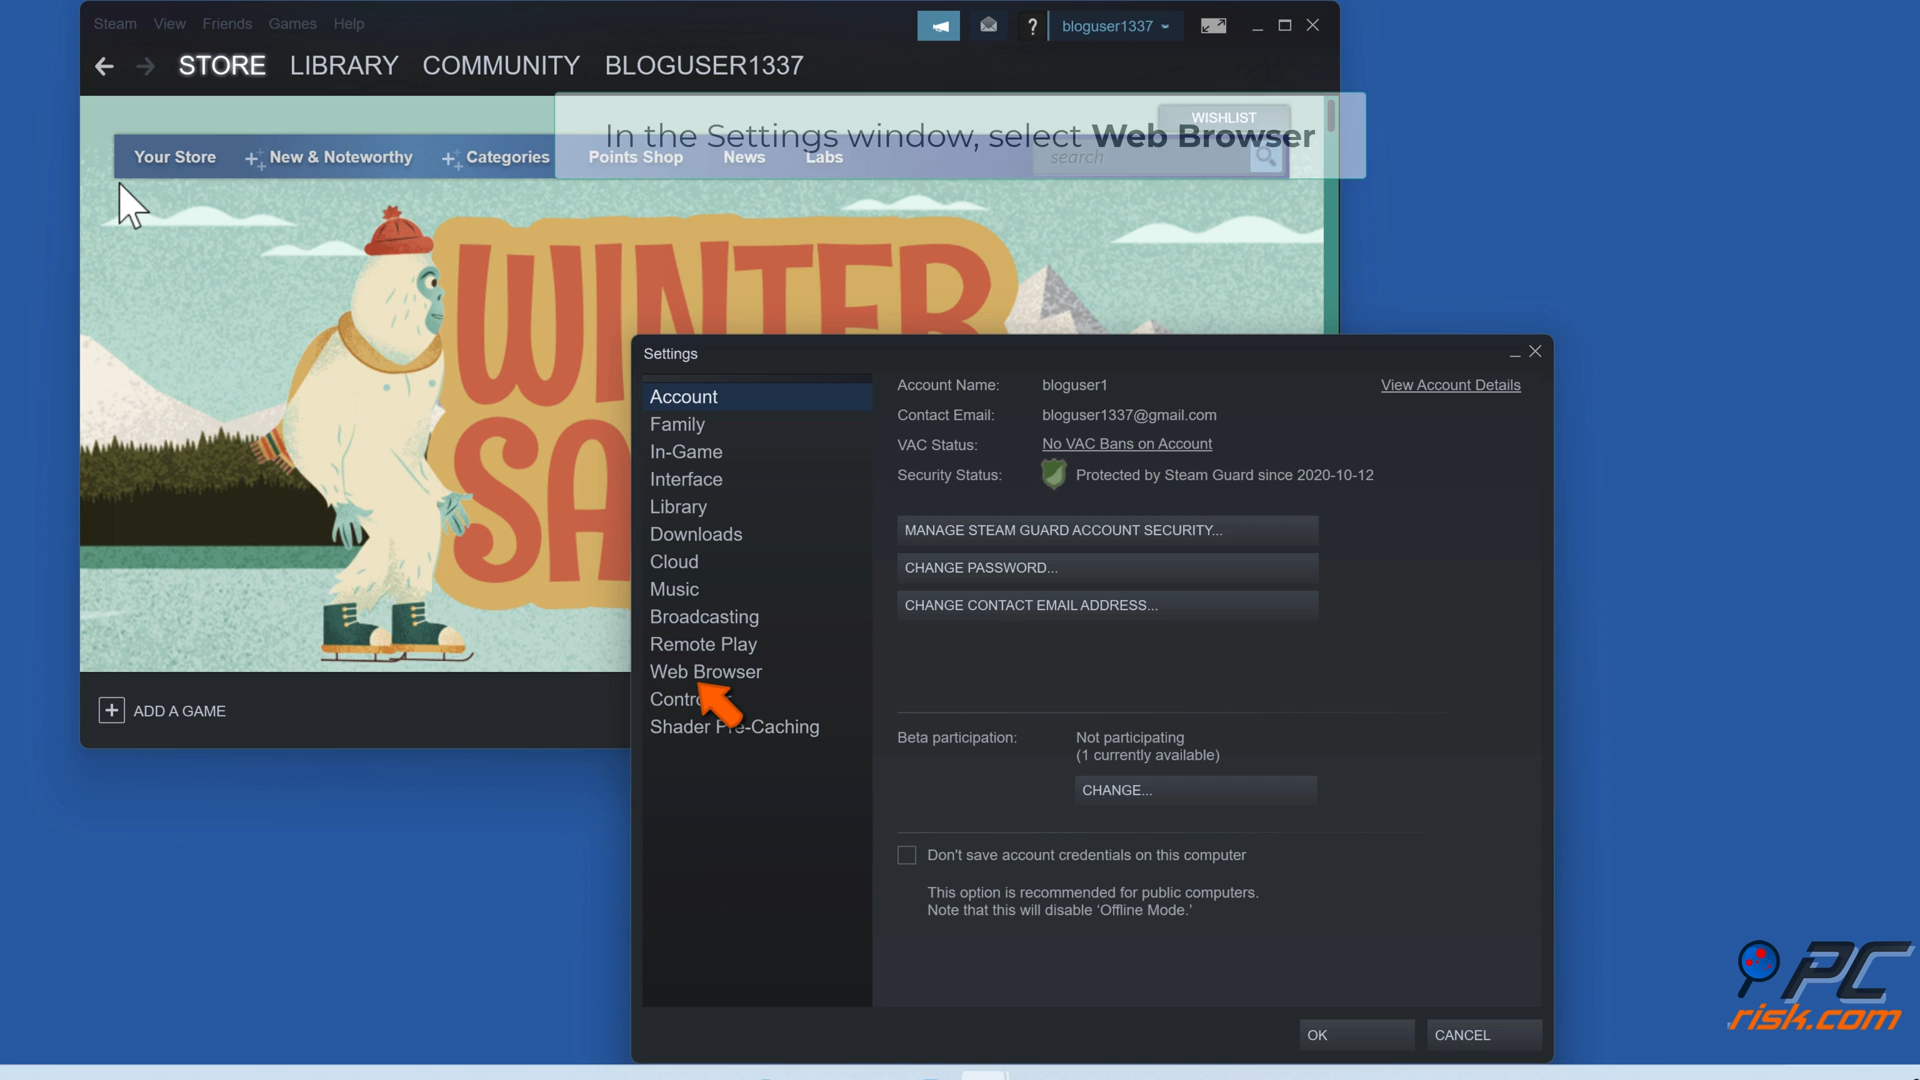 Steam View Friends Games Help
? bloguser1337
STORE LIBRARY COMMUNITY BLOGUSER1337
WISHLIST
In the Settings window, select Web Browser
Your Store New & Noteworthy Categories Points Shop News Labs search
WINTER
SA
Settings
Account
Family
In-Game
Interface
Library
Downloads
Cloud
Music
Broadcasting
Remote Play
Web Browser
Shader Pre-Caching
Account Name: bloguser1 View Account Details
Contact Email: bloguser1337@gmail.com
VAC Status: No VAC Bans on Account
Security Status: Protected by Steam Guard since 2020-10-12
MANAGE STEAM GUARD ACCOUNT SECURITY...
CHANGE PASSWORD...
CHANGE CONTACT EMAIL ADDRESS...
Beta participation: Not participating
(1 currently available)
CHANGE...
Don't save account credentials on this computer
This option is recommended for public computers.
Note that this will disable ‘Offline Mode.’
OK CANCEL
ADD A GAME
PC
risk.com